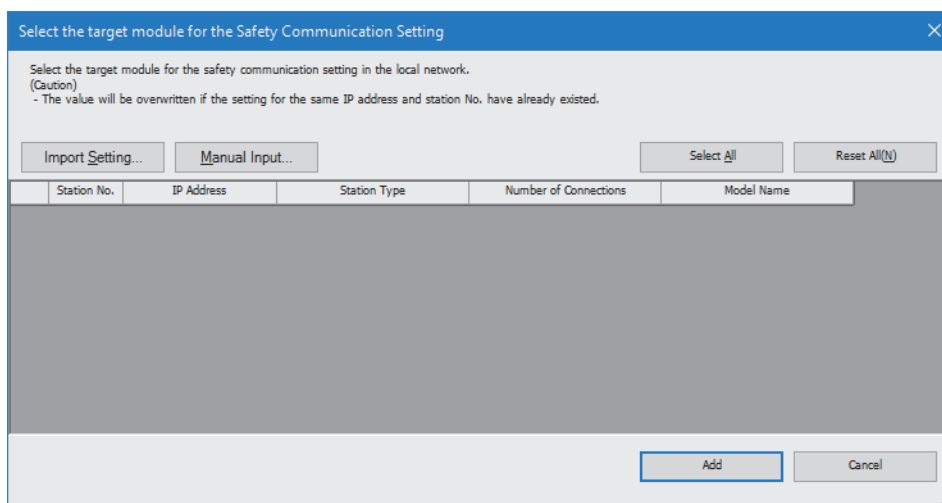 Select the target module for the Safety Communication Setting
Select the target module for the safety communication setting in the local network.
(Caution)
- The value will be overwritten if the setting for the same IP address and station No. have already existed.
Import Setting... Manual Input... Select All Reset All(N)
Station No. IP Address Station Type Number of Connections Model Name
Add Cancel